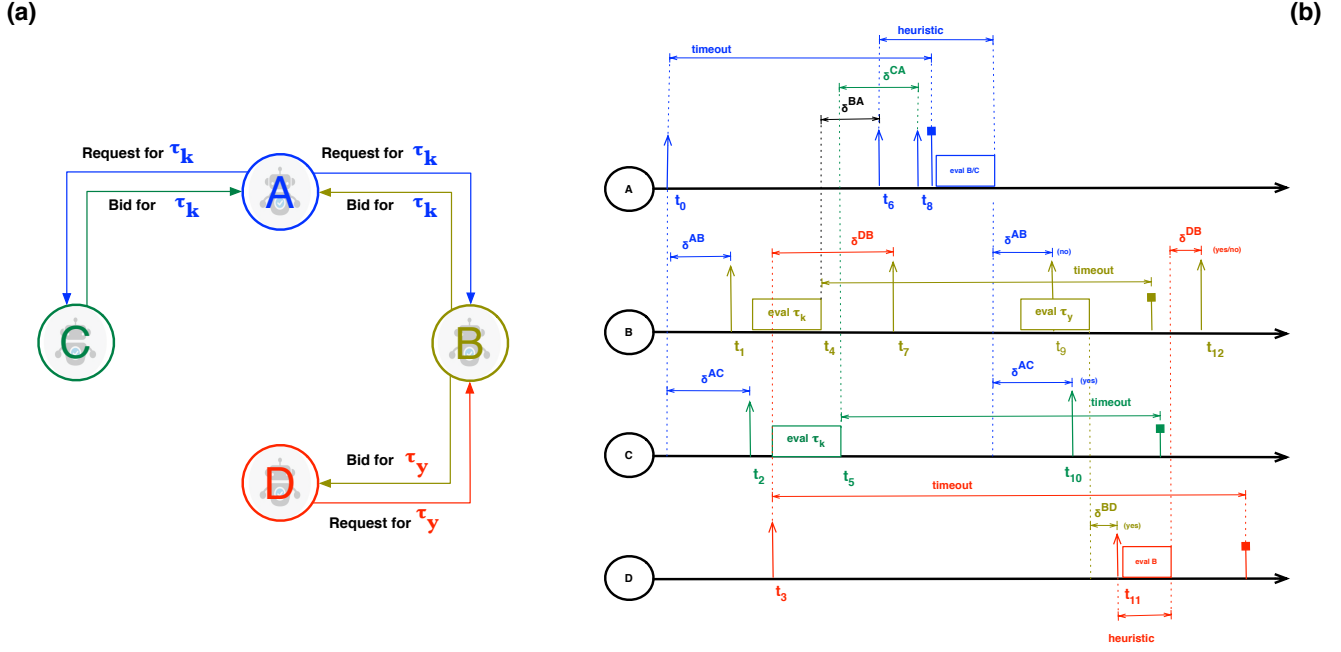 (a)
Request for τk
Request for τk
A
Bid for τk
Bid for τk
C
B
Bid for τy
D
Request for τy
(b)
heuristic
timeout
δCA
δBA
eval B/C
A
t0
t6
t8
δAB
δDB
δAB
(no)
δDB
(yes/no)
timeout
eval τk
eval τy
B
t1
t4
t7
t9
t12
δAC
δAC
(yes)
timeout
eval τk
C
t2
t5
t10
timeout
δBD
(yes)
eval B
D
t3
t11
heuristic